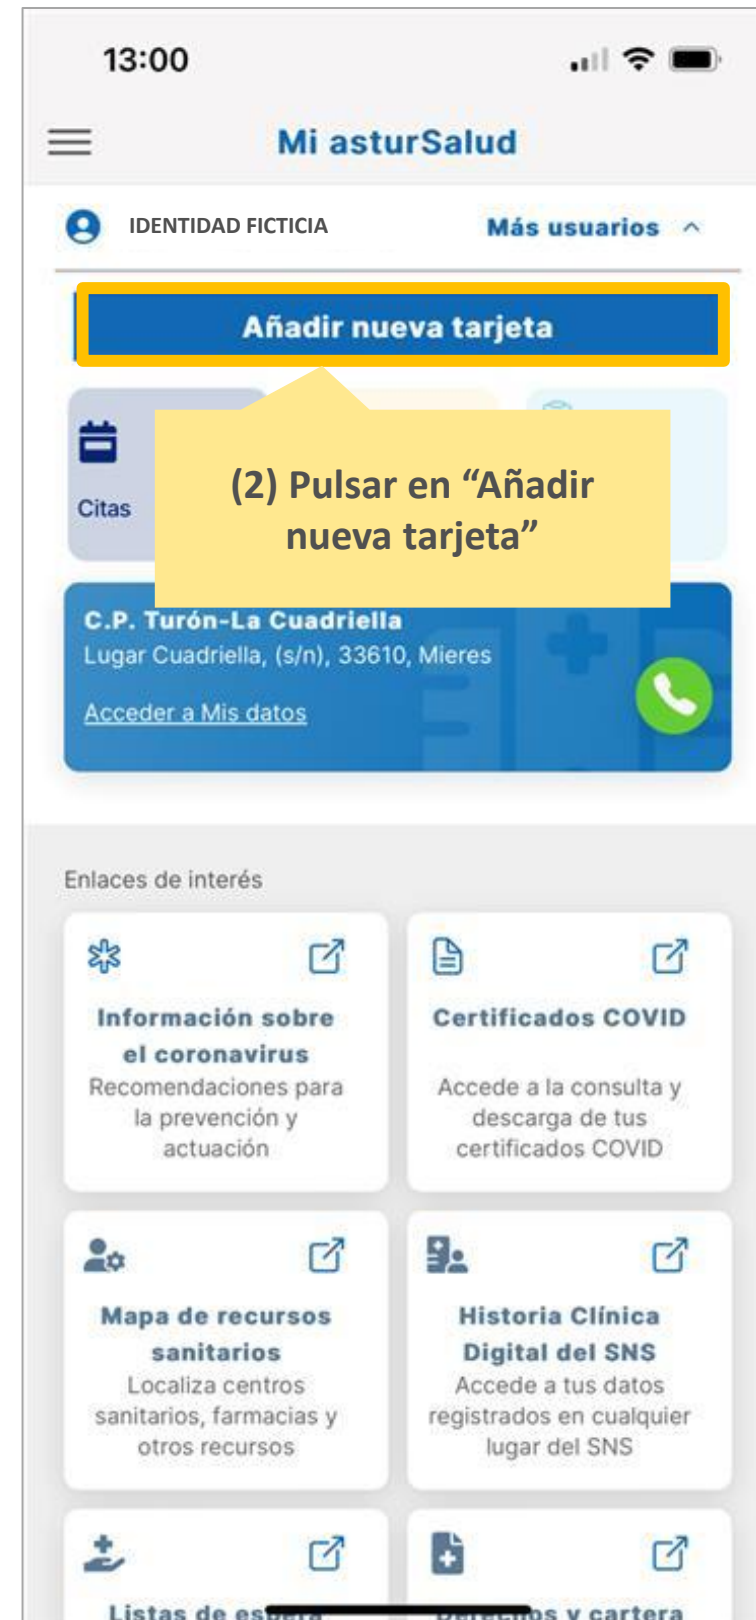 13:00
Mi asturSalud
IDENTIDAD FICTICIA
Más usuarios
Añadir nueva tarjeta
(2) Pulsar en “Añadir
nueva tarjeta”
Citas
C.P. Turón-La Cuadriella
Lugar Cuadriella, (s/n), 33610, Mieres
Acceder a Mis datos
Enlaces de interés
Información sobre
el coronavirus
Recomendaciones para
la prevención y
actuación
Certificados COVID
Accede a la consulta y
descarga de tus
certificados COVID
Mapa de recursos
sanitarios
Localiza centros
sanitarios, farmacias y
otros recursos
Historia Clínica
Digital del SNS
Accede a tus datos
registrados en cualquier
lugar del SNS
Listas de espera
Derechos y cartera